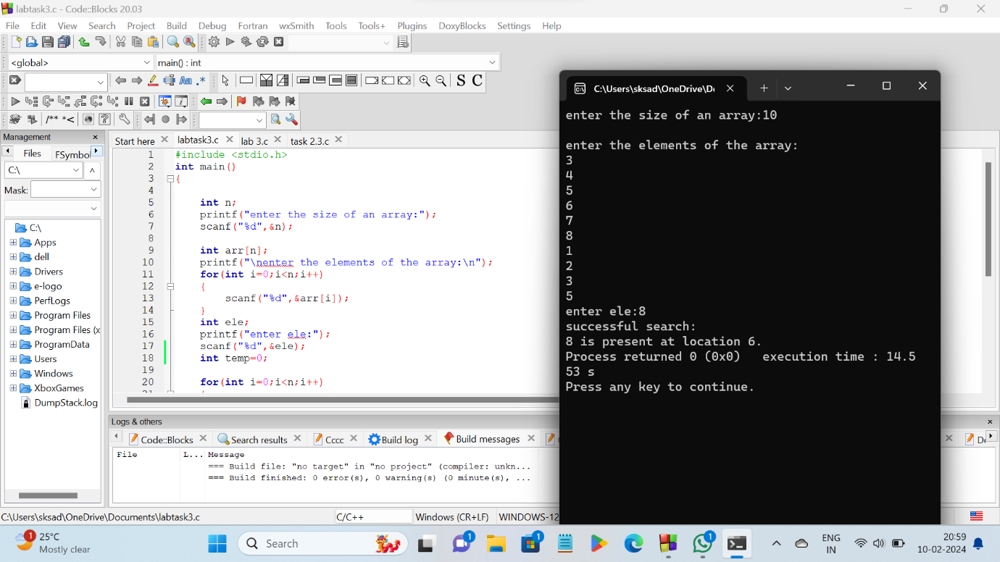 labtask3.c - Code::Blocks 20.03
File Edit View Search Project Build Debug Fortran wxSmith Tools Tools+ Plugins DoxyBlocks Settings Help
<global> main() : int
S C
/** *<
Management
Files FSymbol
C:\
Mask:
C:\
Apps
dell
Drivers
e-logo
PerfLogs
Program Files
Program Files (x
ProgramData
Users
Windows
XboxGames
DumpStack.log
Start here labtask3.c lab 3.c task 2.3.c
1 #include <stdio.h>
2 int main()
3 {
4
5 int n;
6 printf("enter the size of an array:");
7 scanf("%d",&n);
8
9 int arr[n];
10 printf("\nenter the elements of the array:\n");
11 for(int i=0;i<n;i++)
12 {
13 scanf("%d",&arr[i]);
14 }
15 int ele;
16 printf("enter ele:");
17 scanf("%d",&ele);
18 int temp=0;
19
20 for(int i=0;i<n;i++)
21
C:\Users\sksad\OneDrive\D
enter the size of an array:10
enter the elements of the array:
3
4
5
6
7
8
1
2
3
5
enter ele:8
successful search:
8 is present at location 6.
Process returned 0 (0x0) execution time : 14.5
53 s
Press any key to continue.
Logs & others
Code::Blocks Search results Cccc Build log Build messages
File L... Message
=== Build file: "no target" in "no project" (compiler: unkn...
=== Build finished: 0 error(s), 0 warning(s) (0 minute(s), ...
C:\Users\sksad\OneDrive\Documents\labtask3.c C/C++ Windows (CR+LF) WINDOWS-12
1 25°C
Mostly clear
Search
1
1
1
ENG
IN
20:59
10-02-2024